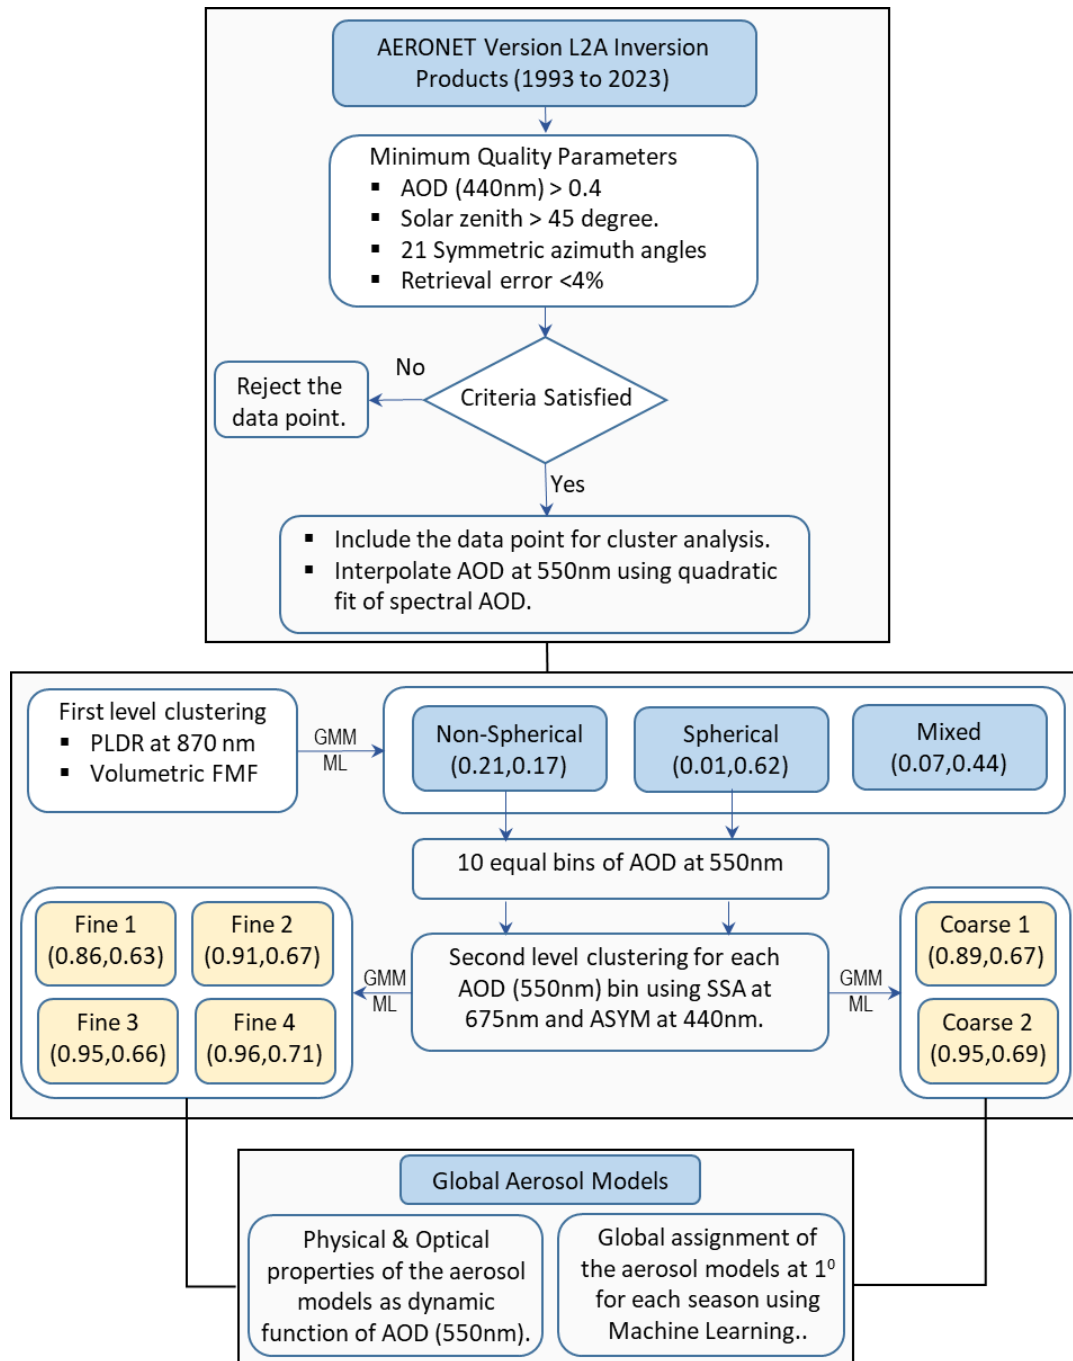 AERONET Version L2A Inversion
Products (1993 to 2023)
Minimum Quality Parameters
▪ AOD (440nm) > 0.4
▪ Solar zenith > 45 degree.
▪ 21 Symmetric azimuth angles
▪ Retrieval error <4%
No
Reject the
data point.
Criteria Satisfied
Yes
▪ Include the data point for cluster analysis.
▪ Interpolate AOD at 550nm using quadratic
fit of spectral AOD.
First level clustering
▪ PLDR at 870 nm
▪ Volumetric FMF
GMM
ML
Non-Spherical
(0.21,0.17)
Spherical
(0.01,0.62)
Mixed
(0.07,0.44)
10 equal bins of AOD at 550nm
Fine 1
(0.86,0.63)
Fine 2
(0.91,0.67)
Fine 3
(0.95,0.66)
Fine 4
(0.96,0.71)
GMM
ML
Second level clustering for each
AOD (550nm) bin using SSA at
675nm and ASYM at 440nm.
GMM
ML
Coarse 1
(0.89,0.67)
Coarse 2
(0.95,0.69)
Global Aerosol Models
Physical & Optical
properties of the aerosol
models as dynamic
function of AOD (550nm).
Global assignment of
the aerosol models at 1⁰
for each season using
Machine Learning..